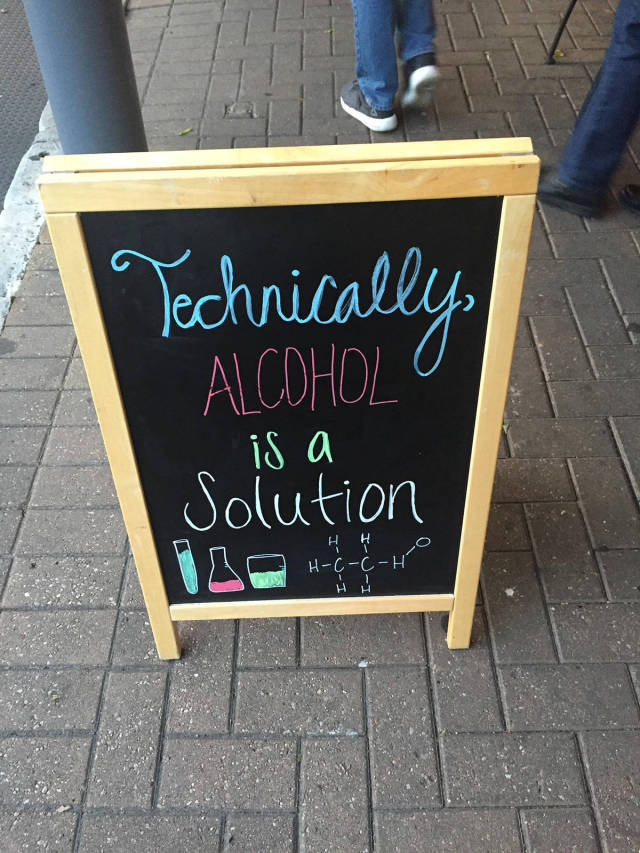 Technically,
ALCOHOL
is a
Solution
H H O
H-C-C-H
H H